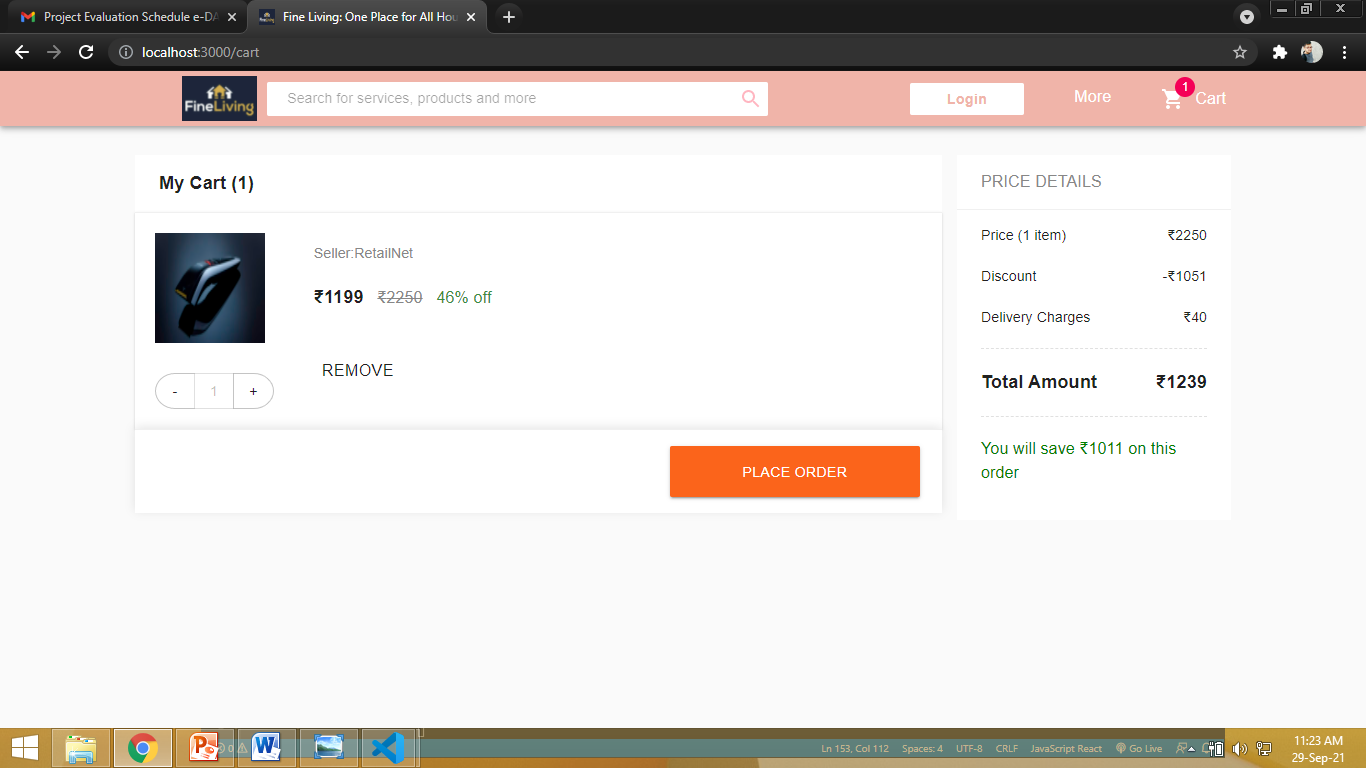 Project Evaluation Schedule e-DA
Fine Living: One Place for All Hou
localhost:3000/cart
FineLiving
Search for services, products and more
Login
More
1
Cart
My Cart (1)
Seller:RetailNet
₹1199 ₹2250 46% off
REMOVE
- 1 +
PLACE ORDER
PRICE DETAILS
Price (1 item) ₹2250
Discount -₹1051
Delivery Charges ₹40
Total Amount ₹1239
You will save ₹1011 on this
order
0
Ln 153, Col 112 Spaces: 4 UTF-8 CRLF JavaScript React Go Live
11:23 AM
29-Sep-21